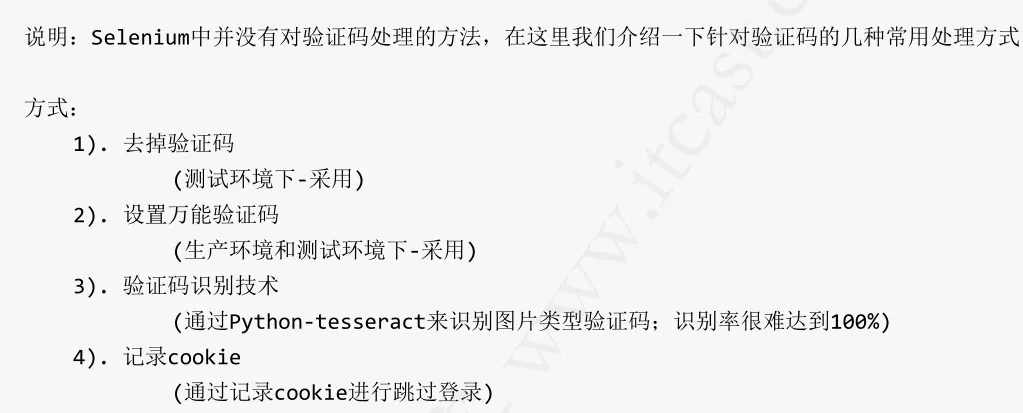 说明：Selenium中并没有对验证码处理的方法，在这里我们介绍一下针对验证码的几种常用处理方式
方式：
1). 去掉验证码
(测试环境下-采用)
2). 设置万能验证码
(生产环境和测试环境下-采用)
3). 验证码识别技术
(通过Python-tesseract来识别图片类型验证码；识别率很难达到100%)
4). 记录cookie
(通过记录cookie进行跳过登录)
www.itcast.c